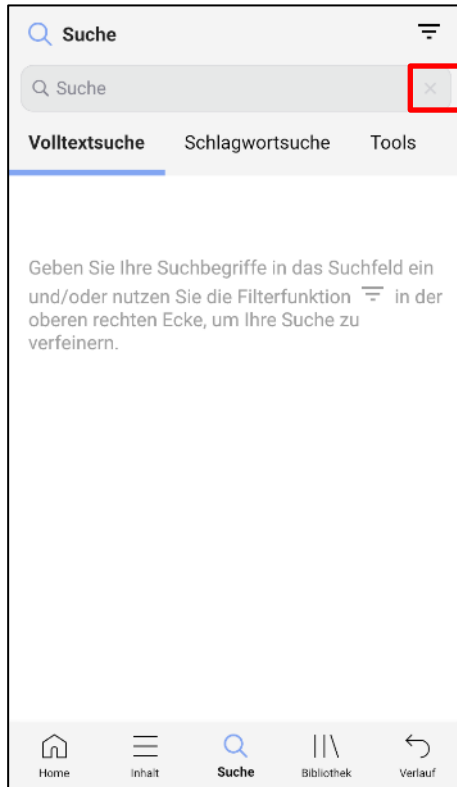 Suche
Suche
Volltextsuche Schlagwortsuche Tools
Geben Sie Ihre Suchbegriffe in das Suchfeld ein
und/oder nutzen Sie die Filterfunktion in der
oberen rechten Ecke, um Ihre Suche zu
verfeinern.
Home Inhalt Suche Bibliothek Verlauf